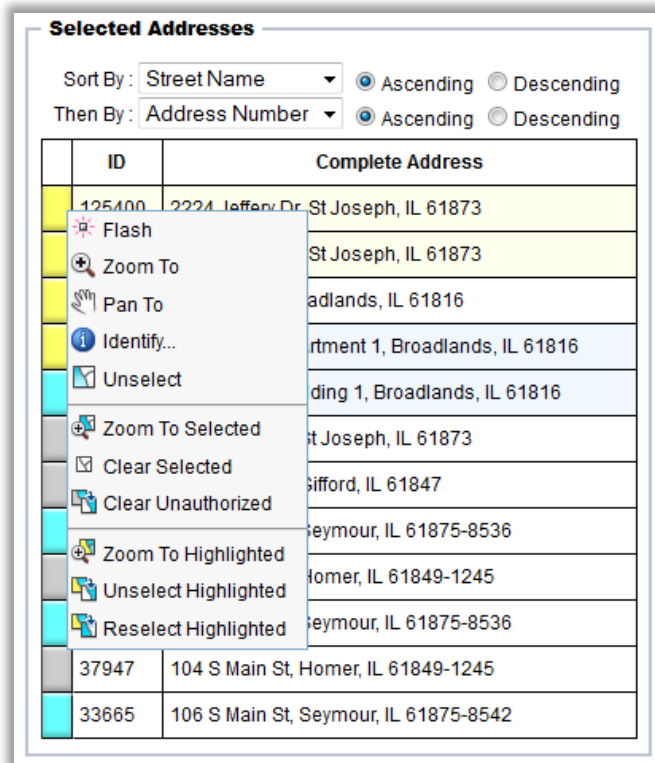 Selected Addresses
Sort By : Street Name Ascending Descending
Then By : Address Number Ascending Descending
ID Complete Address
125400 2224 Jeffery Dr, St Joseph, IL 61873
Flash
St Joseph, IL 61873
Zoom To
Pan To
adlands, IL 61816
Identify...
rtment 1, Broadlands, IL 61816
Unselect
ding 1, Broadlands, IL 61816
Zoom To Selected
t Joseph, IL 61873
Clear Selected
Gifford, IL 61847
Clear Unauthorized
Seymour, IL 61875-8536
Zoom To Highlighted
Homer, IL 61849-1245
Unselect Highlighted
Seymour, IL 61875-8536
Reselect Highlighted
37947 104 S Main St, Homer, IL 61849-1245
33665 106 S Main St, Seymour, IL 61875-8542